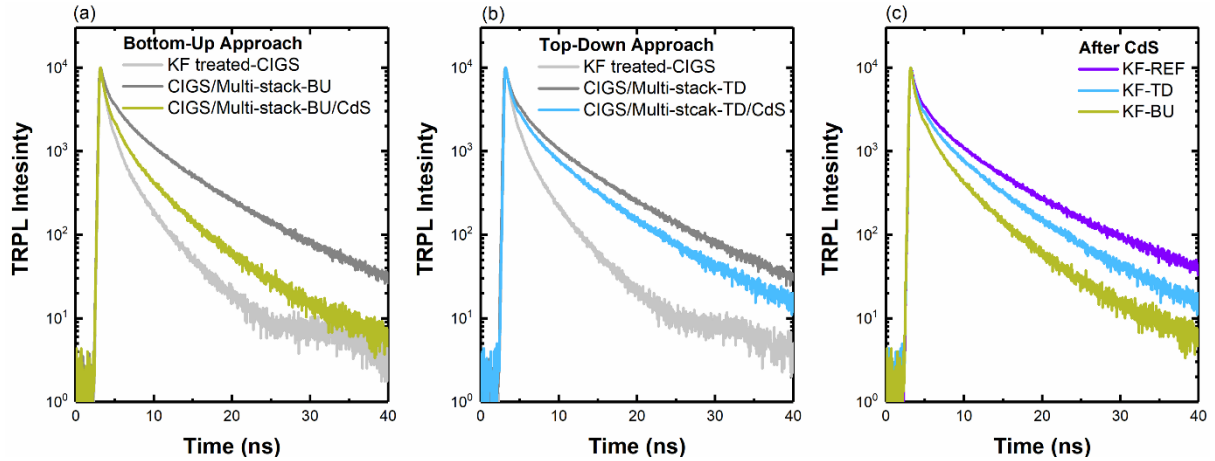 (a)
Bottom-Up Approach
KF treated-CIGS
CIGS/Multi-stack-BU
CIGS/Multi-stack-BU/CdS
TRPL Intesinty
10⁴
10³
10²
10¹
10⁰
0 10 20 30 40
Time (ns)
(b)
Top-Down Approach
KF treated-CIGS
CIGS/Multi-stack-TD
CIGS/Multi-stcak-TD/CdS
TRPL Intesinty
10⁴
10³
10²
10¹
10⁰
0 10 20 30 40
Time (ns)
(c)
After CdS
KF-REF
KF-TD
KF-BU
TRPL Intesinty
10⁴
10³
10²
10¹
10⁰
0 10 20 30 40
Time (ns)